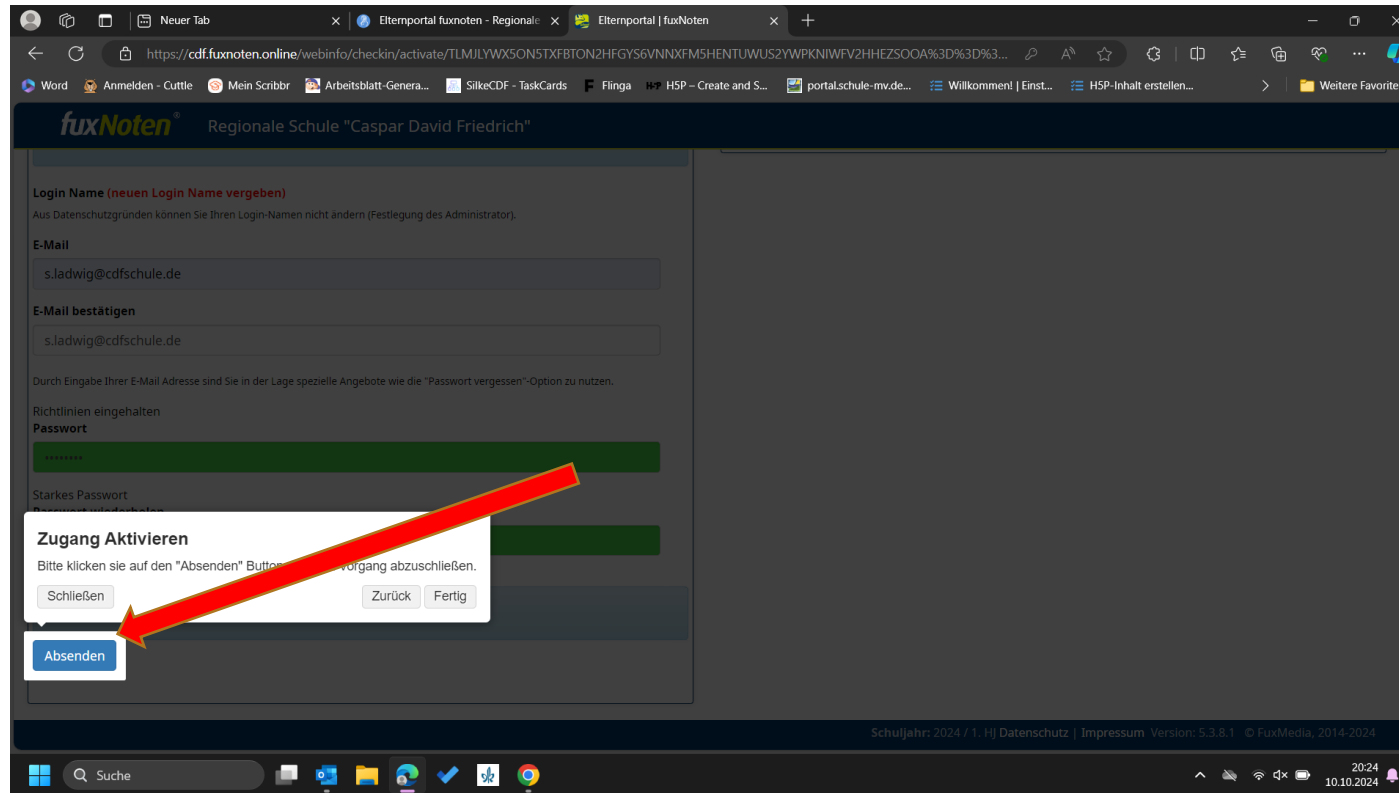 Neuer Tab
Elternportal fuxnoten - Regionale
Elternportal | fuxNoten
https://cdf.fuxnoten.online/webinfo/checkin/activate/TLMJLYWX5ON5TXFBTON2HFGYS6VNNXFM5HENTUWUS2YWPKNIWFV2HHEZSOOA%3D%3D%3...
Word Anmelden - Cuttle Mein Scribbr Arbeitsblatt-Genera... SilkeCDF - TaskCards Flinga H5P – Create and S... portal.schule-mv.de... Willkommen! | Einst... H5P-Inhalt erstellen... Weitere Favorite
fuxNoten® Regionale Schule "Caspar David Friedrich"
Login Name (neuen Login Name vergeben)
Aus Datenschutzgründen können Sie Ihren Login-Namen nicht ändern (Festlegung des Administrator).
E-Mail
s.ladwig@cdfschule.de
E-Mail bestätigen
s.ladwig@cdfschule.de
Durch Eingabe Ihrer E-Mail Adresse sind Sie in der Lage spezielle Angebote wie die "Passwort vergessen"-Option zu nutzen.
Richtlinien eingehalten
Passwort
••••••••
Starkes Passwort
Passwort wiederholen
Zugang Aktivieren
Bitte klicken sie auf den "Absenden" Button vorgang abzuschließen.
Schließen Zurück Fertig
Absenden
Schuljahr: 2024 / 1. HJ Datenschutz | Impressum Version: 5.3.8.1 © FuxMedia, 2014-2024
Suche
20:24
10.10.2024